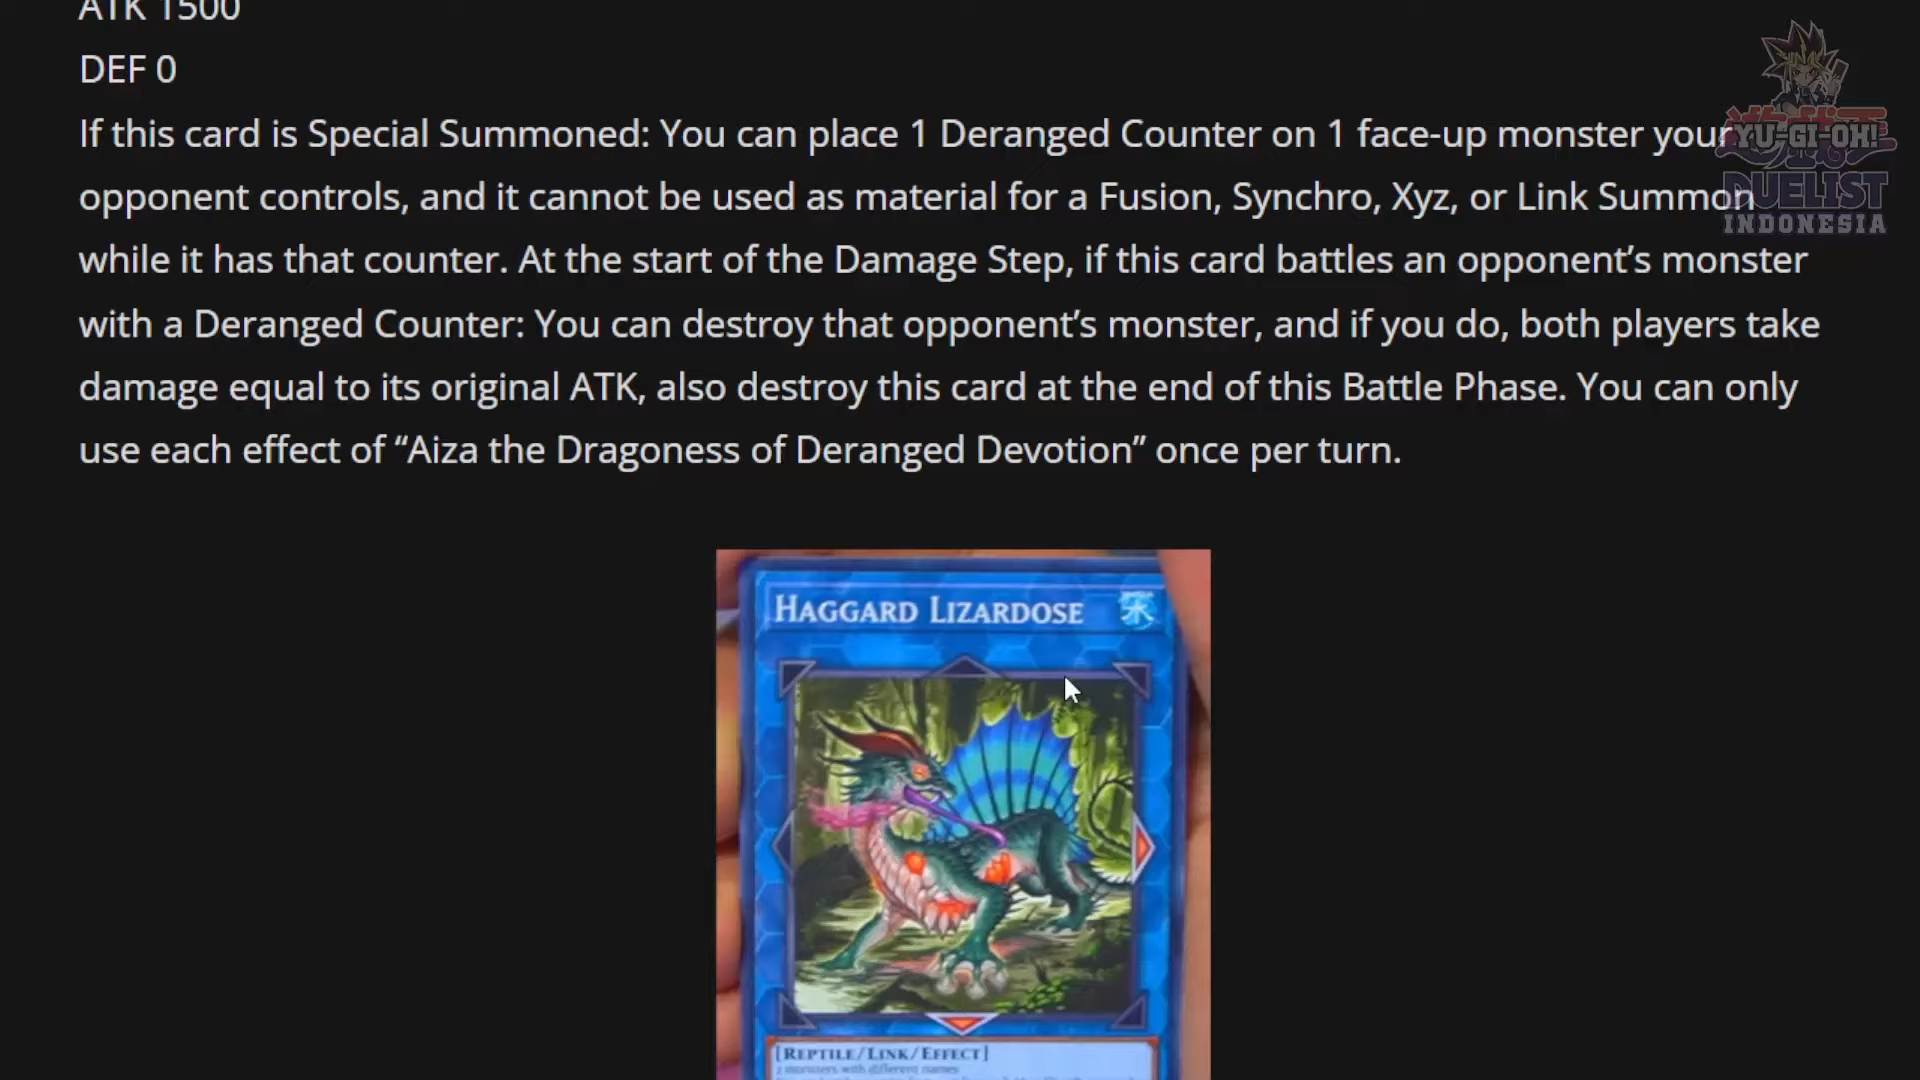 ATK 1500
DEF 0
If this card is Special Summoned: You can place 1 Deranged Counter on 1 face-up monster your
opponent controls, and it cannot be used as material for a Fusion, Synchro, Xyz, or Link Summon
while it has that counter. At the start of the Damage Step, if this card battles an opponent’s monster
with a Deranged Counter: You can destroy that opponent’s monster, and if you do, both players take
damage equal to its original ATK, also destroy this card at the end of this Battle Phase. You can only
use each effect of “Aiza the Dragoness of Deranged Devotion” once per turn.
YU-GI-OH!
DUELIST
INDONESIA
HAGGARD LIZARDOSE
水
[REPTILE/LINK/EFFECT]
2 monsters with different names